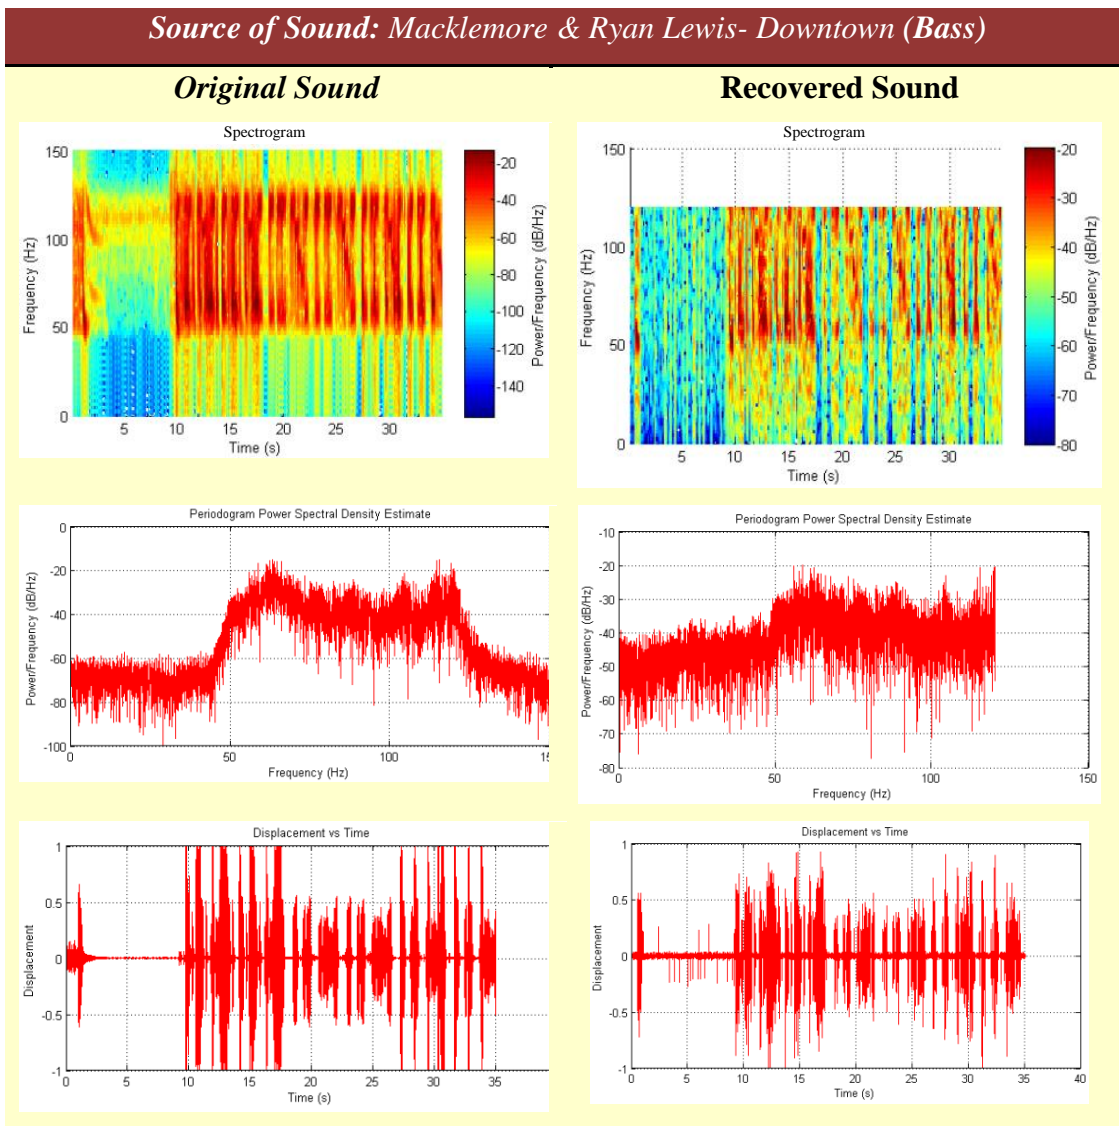 Source of Sound: Macklemore & Ryan Lewis- Downtown (Bass)
Original Sound
Recovered Sound
Spectrogram
150
100
50
0
Frequency (Hz)
5 10 15 20 25 30
Time (s)
-20
-40
-60
-80
-100
-120
-140
Power/Frequency (dB/Hz)
Spectrogram
150
100
50
0
Frequency (Hz)
5 10 15 20 25 30
Time (s)
-20
-30
-40
-50
-60
-70
-80
Power/Frequency (dB/Hz)
Periodogram Power Spectral Density Estimate
0
-20
-40
-60
-80
-100
Power/Frequency (dB/Hz)
0 50 100
Frequency (Hz)
Periodogram Power Spectral Density Estimate
-10
-20
-30
-40
-50
-60
-70
-80
Power/Frequency (dB/Hz)
0 50 100 150
Frequency (Hz)
Displacement vs Time
1
0.5
0
-0.5
-1
Displacement
0 5 10 15 20 25 30 35
Time (s)
Displacement vs Time
1
0.5
0
-0.5
-1
Displacement
0 5 10 15 20 25 30 35 40
Time (s)